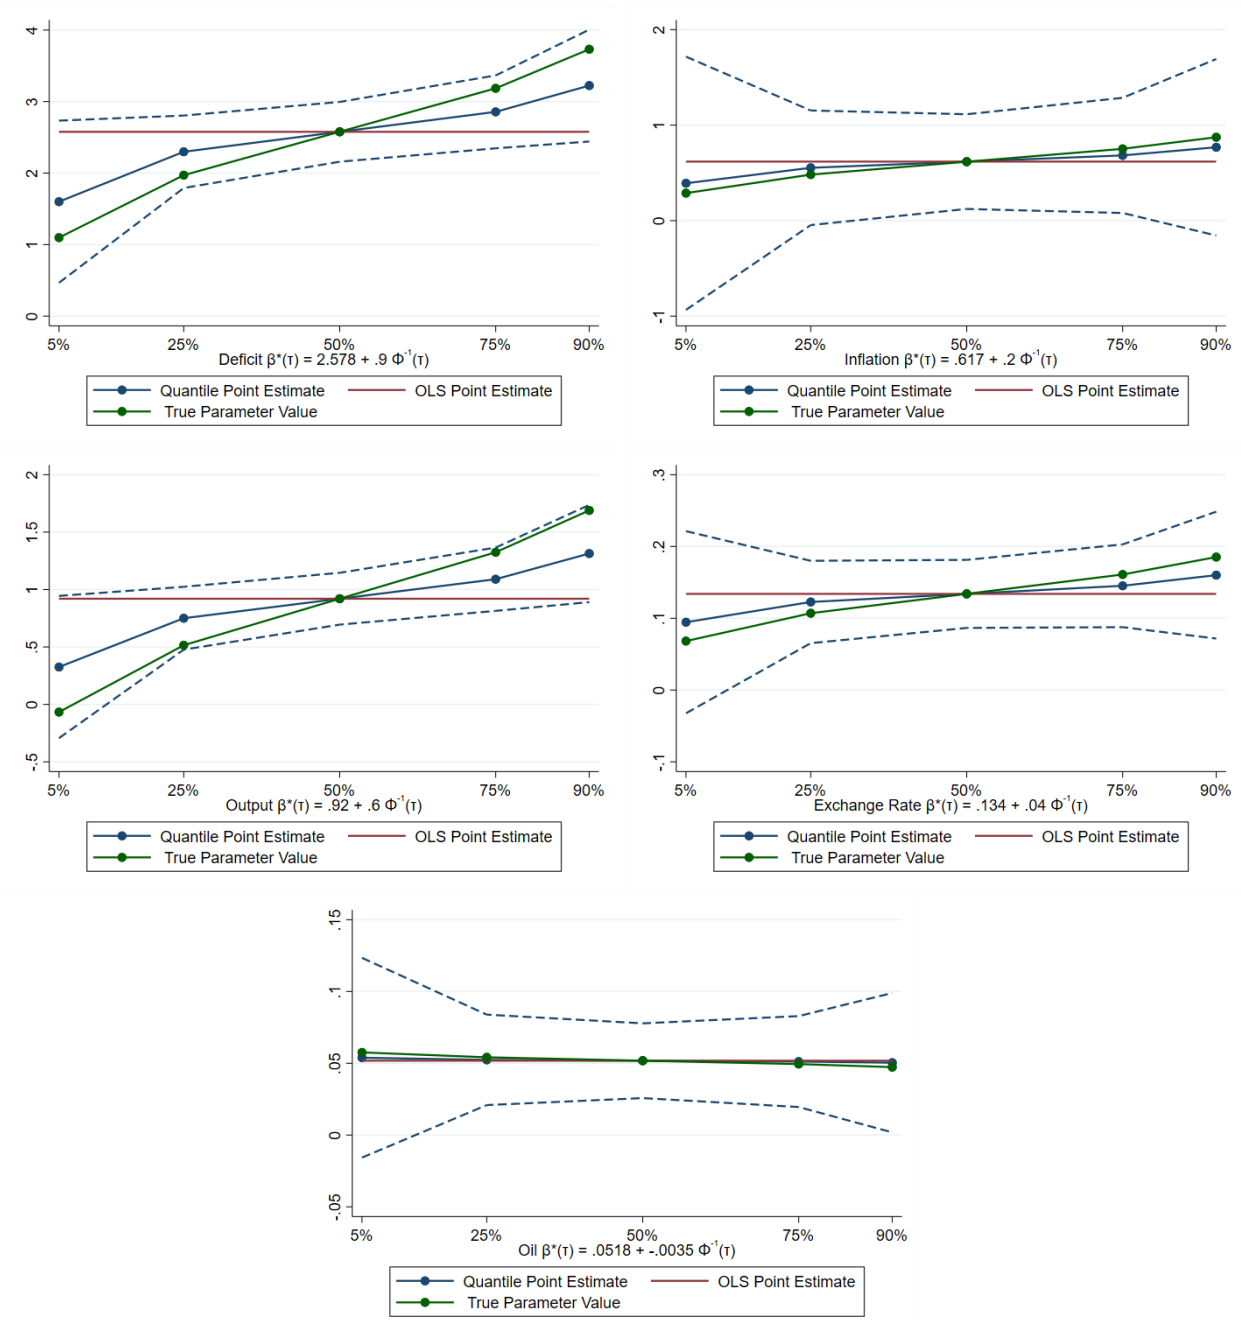 4
3
2
1
0
5%
25%
50%
75%
90%
Deficit β*(τ) = 2.578 + .9 Φ⁻¹(τ)
Quantile Point Estimate
OLS Point Estimate
True Parameter Value
2
1
0
-1
5%
25%
50%
75%
90%
Inflation β*(τ) = .617 + .2 Φ⁻¹(τ)
Quantile Point Estimate
OLS Point Estimate
True Parameter Value
2
1.5
1
.5
0
-.5
5%
25%
50%
75%
90%
Output β*(τ) = .92 + .6 Φ⁻¹(τ)
Quantile Point Estimate
OLS Point Estimate
True Parameter Value
.3
.2
.1
0
-.1
5%
25%
50%
75%
90%
Exchange Rate β*(τ) = .134 + .04 Φ⁻¹(τ)
Quantile Point Estimate
OLS Point Estimate
True Parameter Value
.15
.1
.05
0
-.05
5%
25%
50%
75%
90%
Oil β*(τ) = .0518 + -.0035 Φ⁻¹(τ)
Quantile Point Estimate
OLS Point Estimate
True Parameter Value